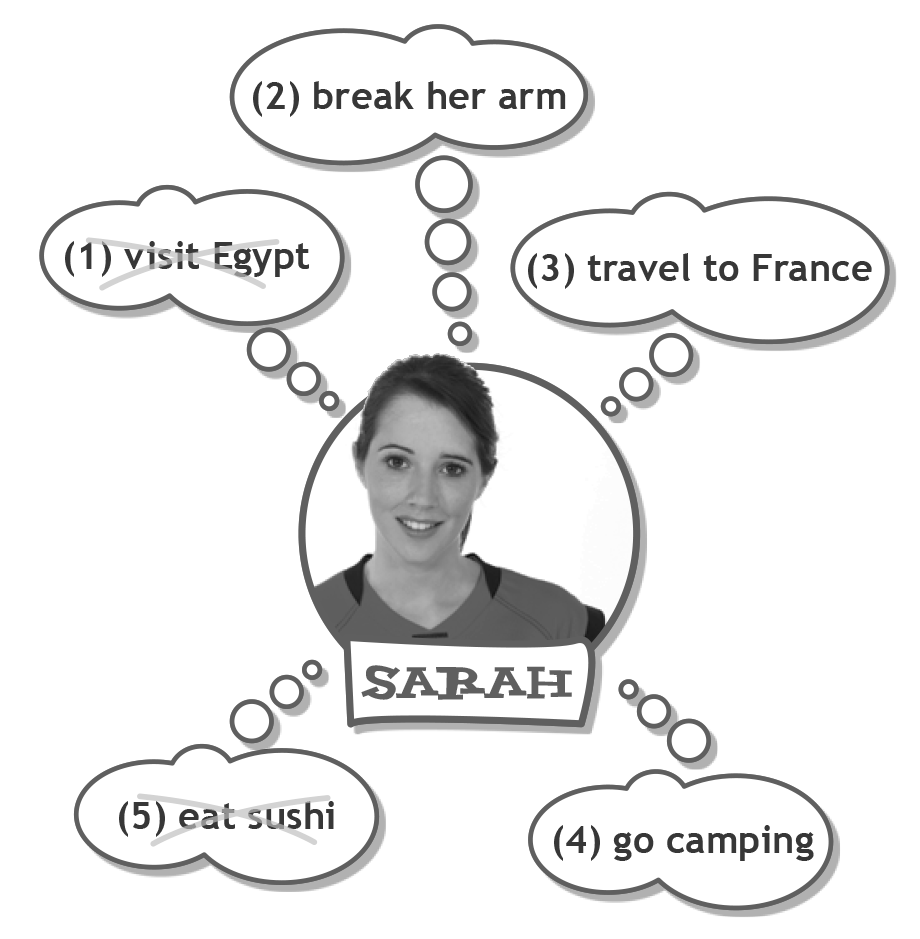 (1) visit Egypt
(2) break her arm
(3) travel to France
SARAH
(4) go camping
(5) eat sushi